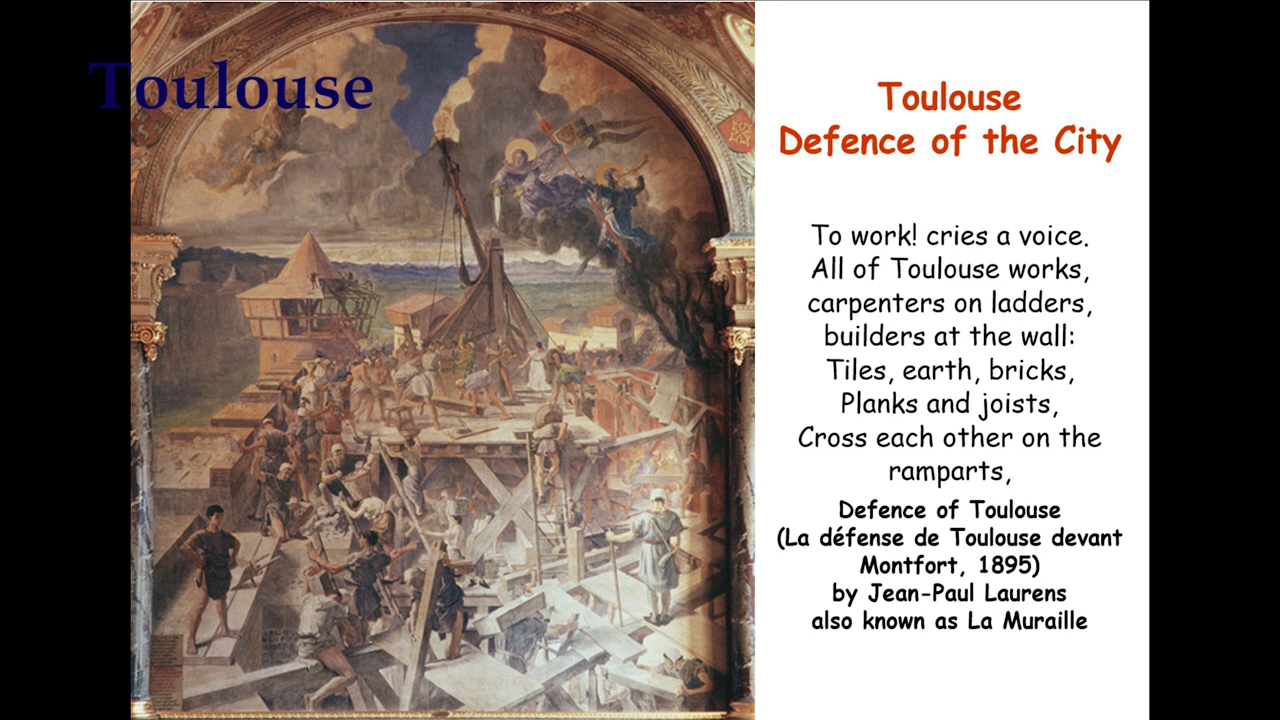 Toulouse
Toulouse
Defence of the City
To work! cries a voice.
All of Toulouse works,
carpenters on ladders,
builders at the wall:
Tiles, earth, bricks,
Planks and joists,
Cross each other on the
ramparts,
Defence of Toulouse
(La défense de Toulouse devant
Montfort, 1895)
by Jean-Paul Laurens
also known as La Muraille